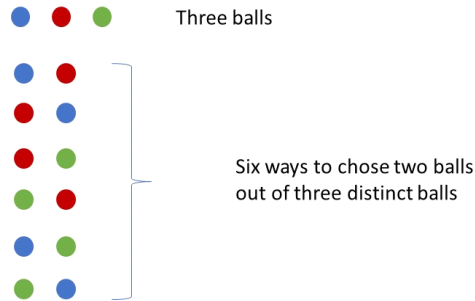 Three balls
Six ways to chose two balls
out of three distinct balls